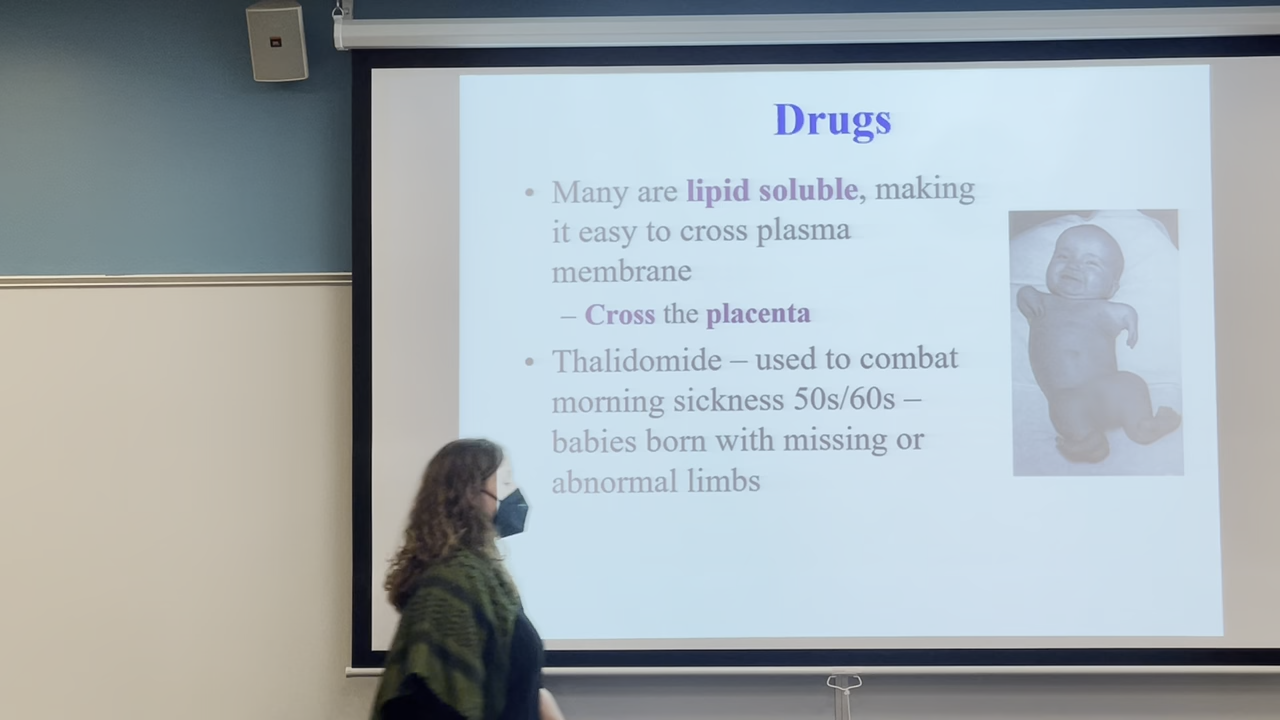 Drugs
• Many are lipid soluble, making
it easy to cross plasma
membrane
– Cross the placenta
• Thalidomide – used to combat
morning sickness 50s/60s –
babies born with missing or
abnormal limbs